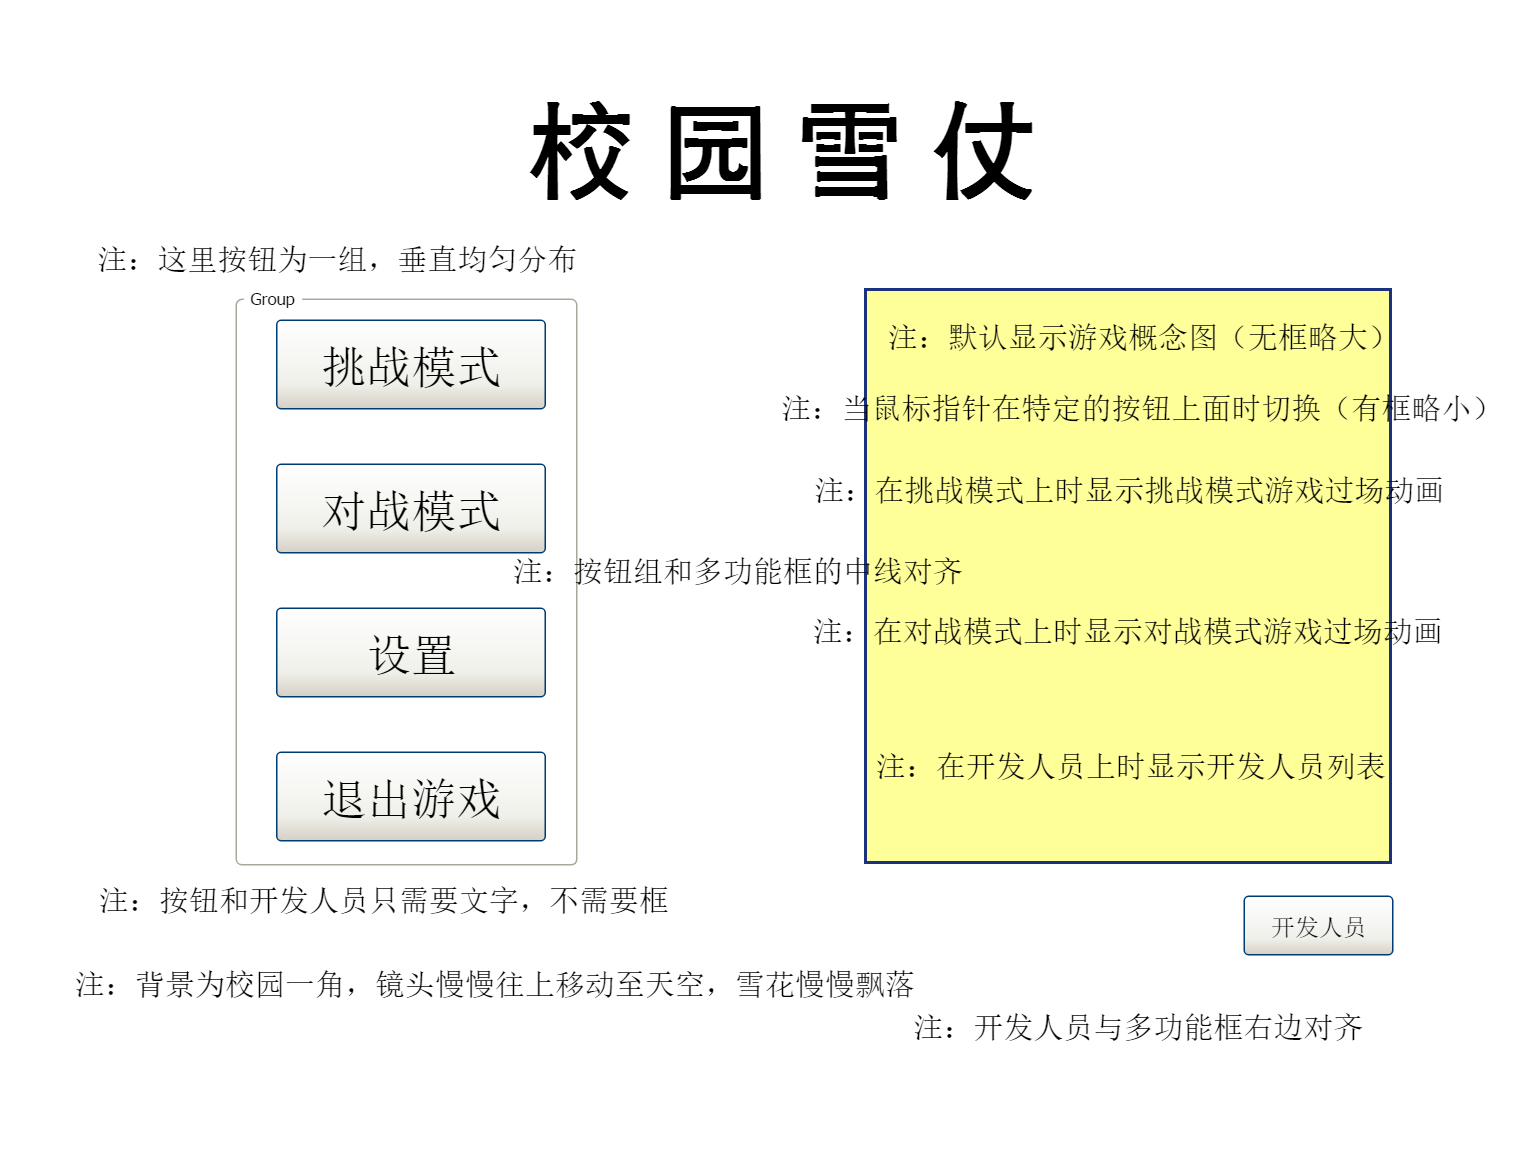 校园雪仗
注：这里按钮为一组，垂直均匀分布
Group
挑战模式
对战模式
设置
退出游戏
注：默认显示游戏概念图（无框略大）
注：当鼠标指针在特定的按钮上面时切换（有框略小）
注：在挑战模式上时显示挑战模式游戏过场动画
注：按钮组和多功能框的中线对齐
注：在对战模式上时显示对战模式游戏过场动画
注：在开发人员上时显示开发人员列表
注：按钮和开发人员只需要文字，不需要框
开发人员
注：背景为校园一角，镜头慢慢往上移动至天空，雪花慢慢飘落
注：开发人员与多功能框右边对齐